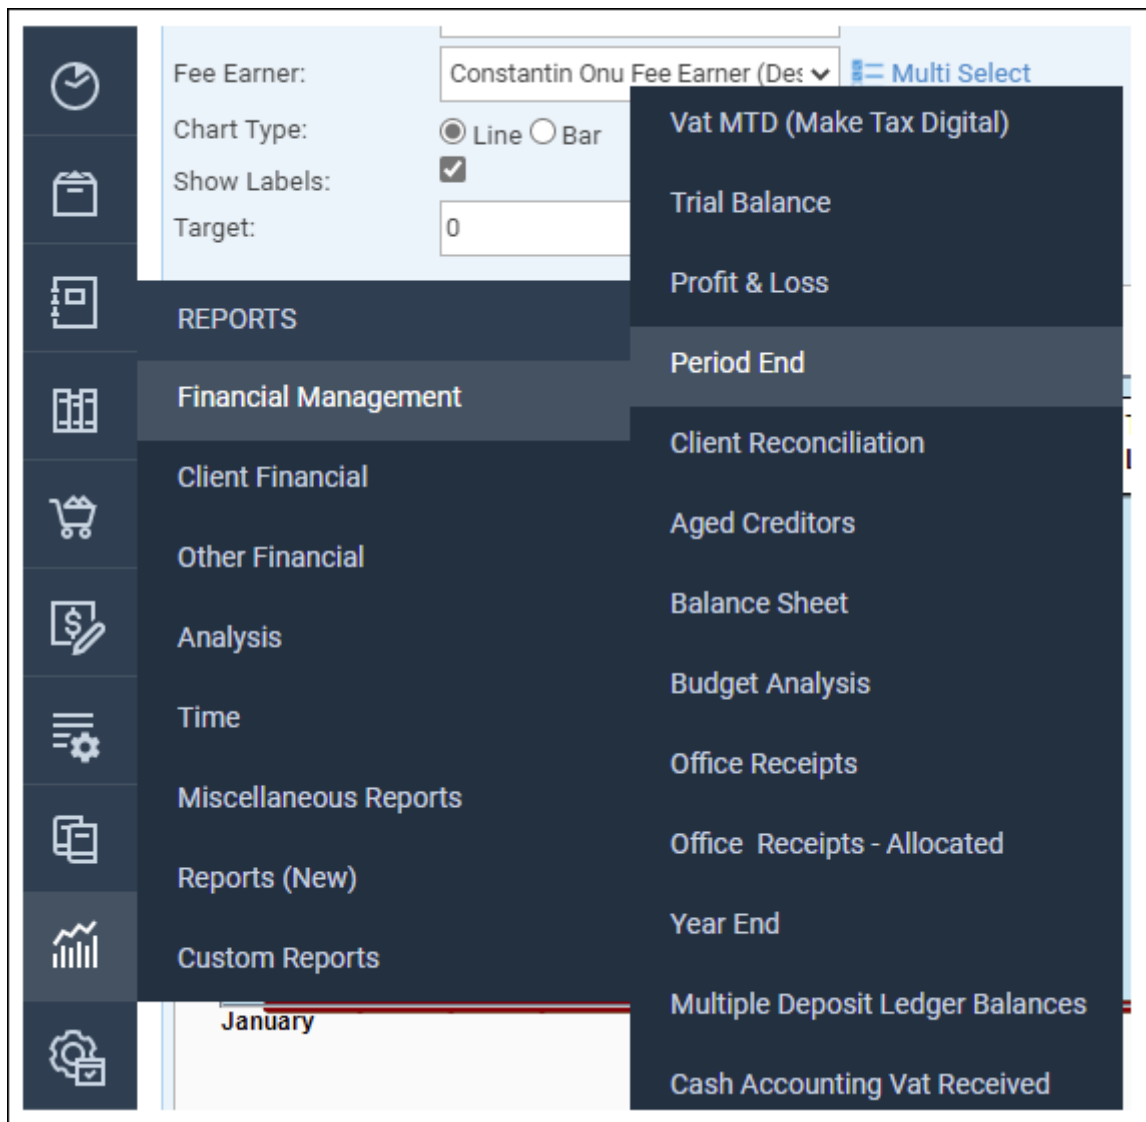 Fee Earner:
Constantin Onu Fee Earner (Des
Multi Select
Chart Type:
Line
Bar
Show Labels:
Target:
0
REPORTS
Financial Management
Client Financial
Other Financial
Analysis
Time
Miscellaneous Reports
Reports (New)
Custom Reports
Vat MTD (Make Tax Digital)
Trial Balance
Profit & Loss
Period End
Client Reconciliation
Aged Creditors
Balance Sheet
Budget Analysis
Office Receipts
Office  Receipts - Allocated
Year End
Multiple Deposit Ledger Balances
Cash Accounting Vat Received
January